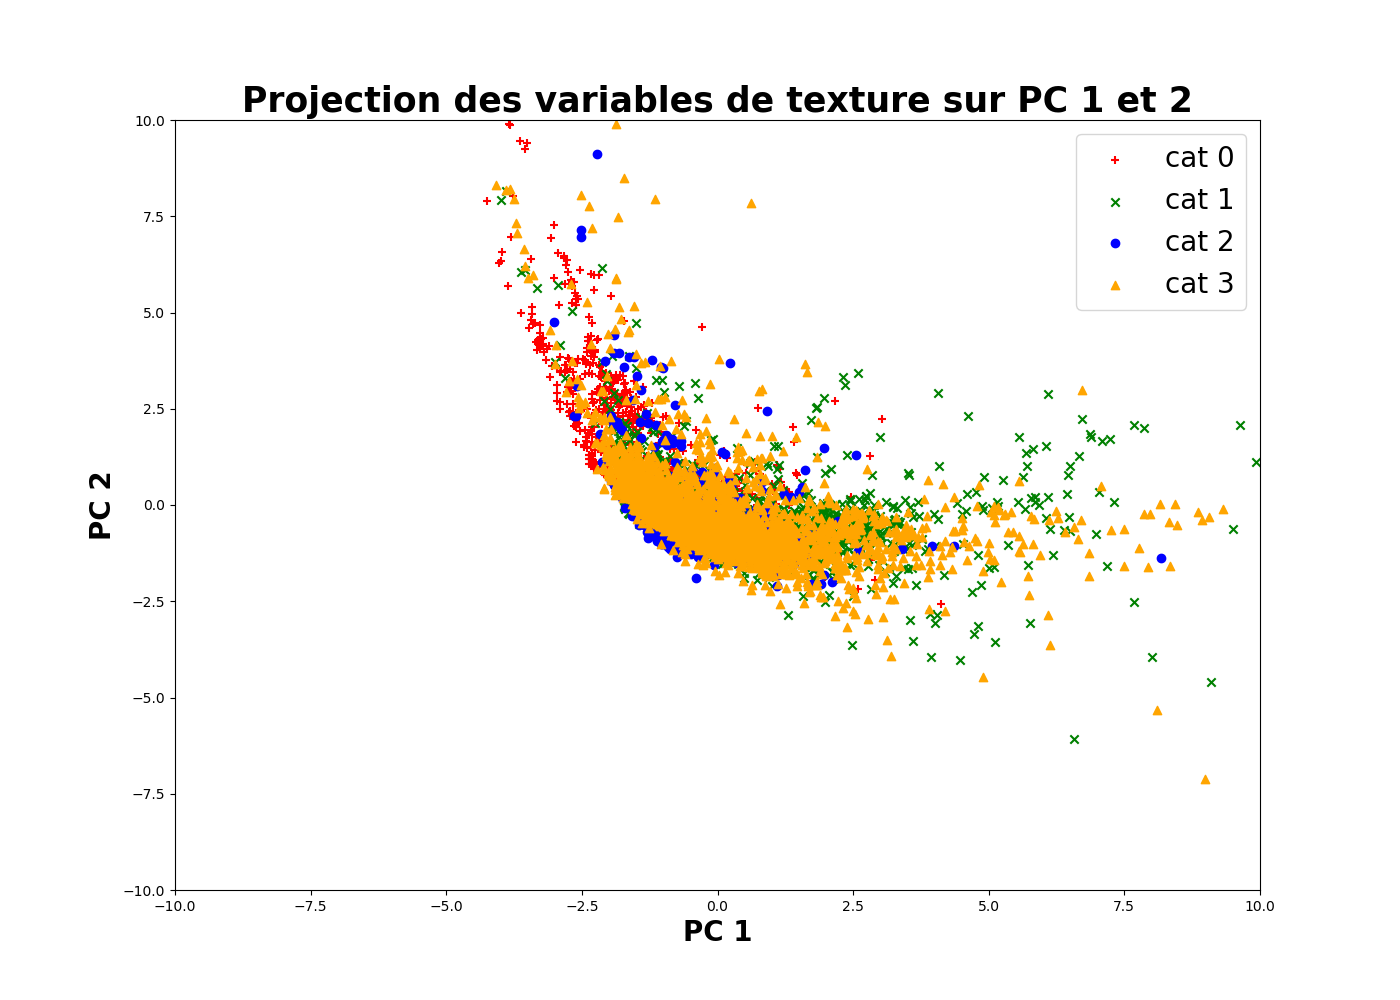 Projection des variables de texture sur PC 1 et 2
cat 0
cat 1
cat 2
cat 3
PC 2
10.0
7.5
5.0
2.5
0.0
−2.5
−5.0
−7.5
−10.0
−10.0 −7.5 −5.0 −2.5 0.0 2.5 5.0 7.5 10.0
PC 1